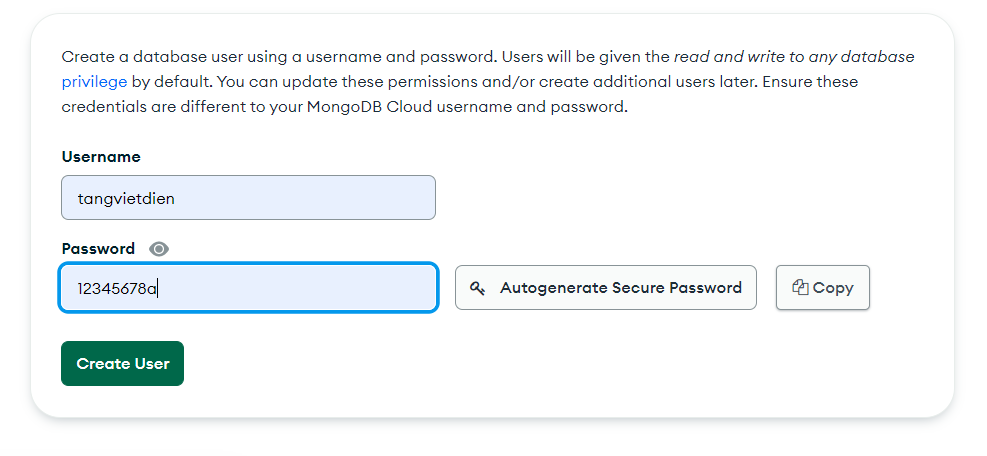 Create a database user using a username and password. Users will be given the read and write to any database
privilege by default. You can update these permissions and/or create additional users later. Ensure these
credentials are different to your MongoDB Cloud username and password.
Username
tangvietdien
Password
12345678a
Autogenerate Secure Password
Copy
Create User